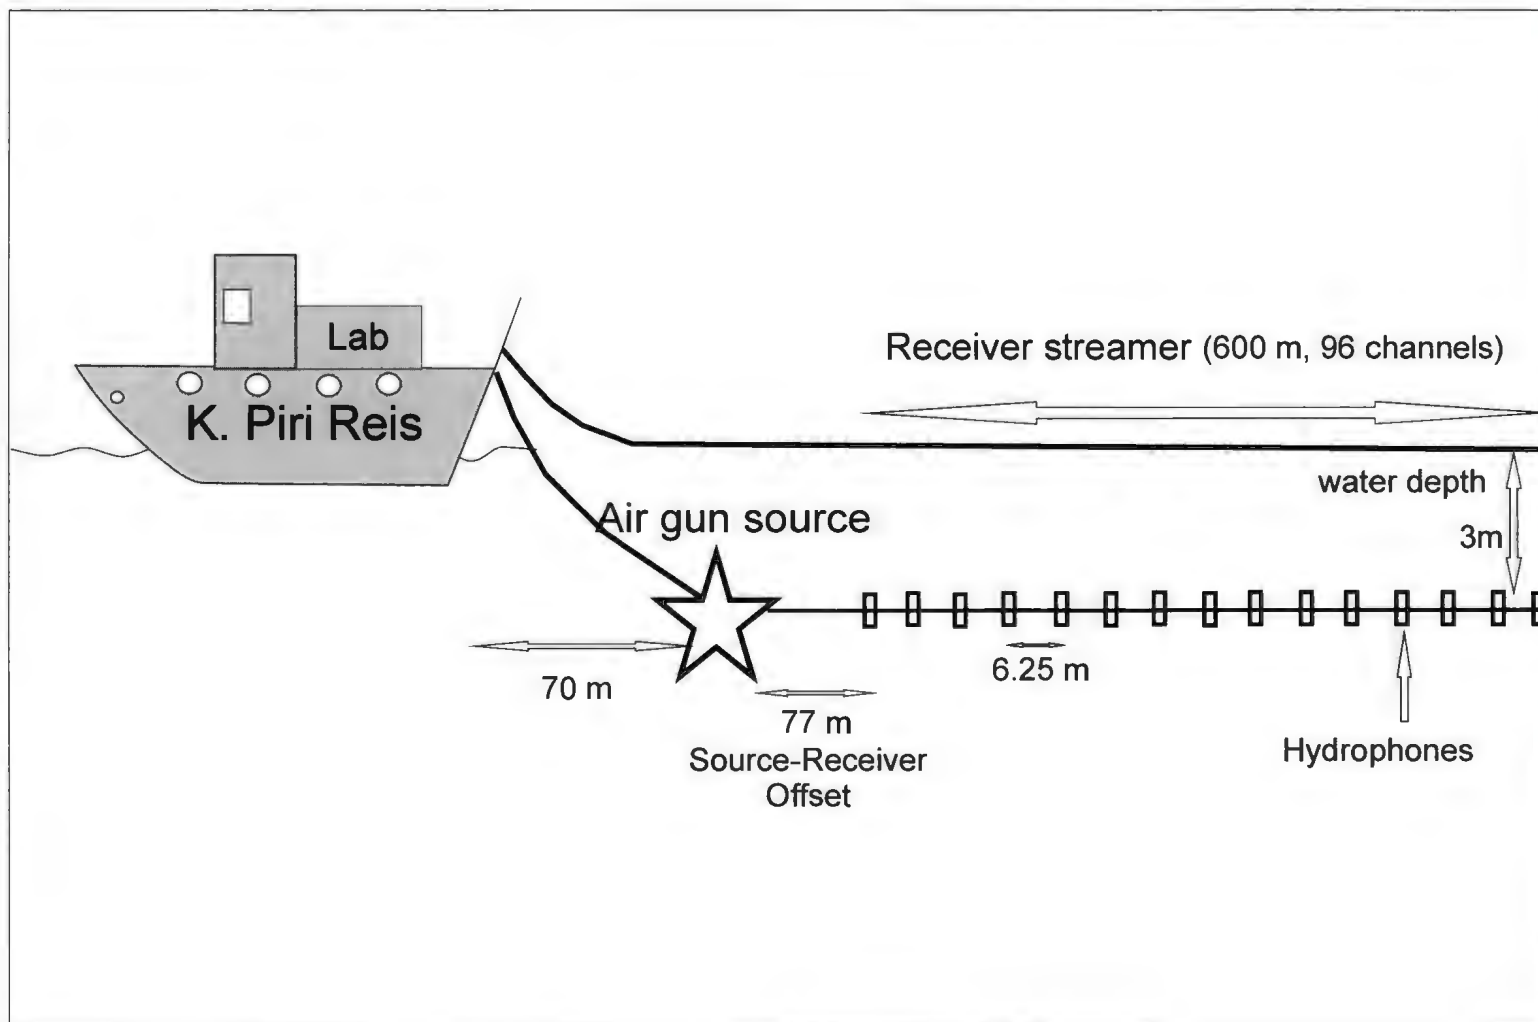 Lab
K. Piri Reis
Receiver streamer (600 m, 96 channels)
water depth
3m
Air gun source
70 m
77 m
Source-Receiver
Offset
6.25 m
Hydrophones